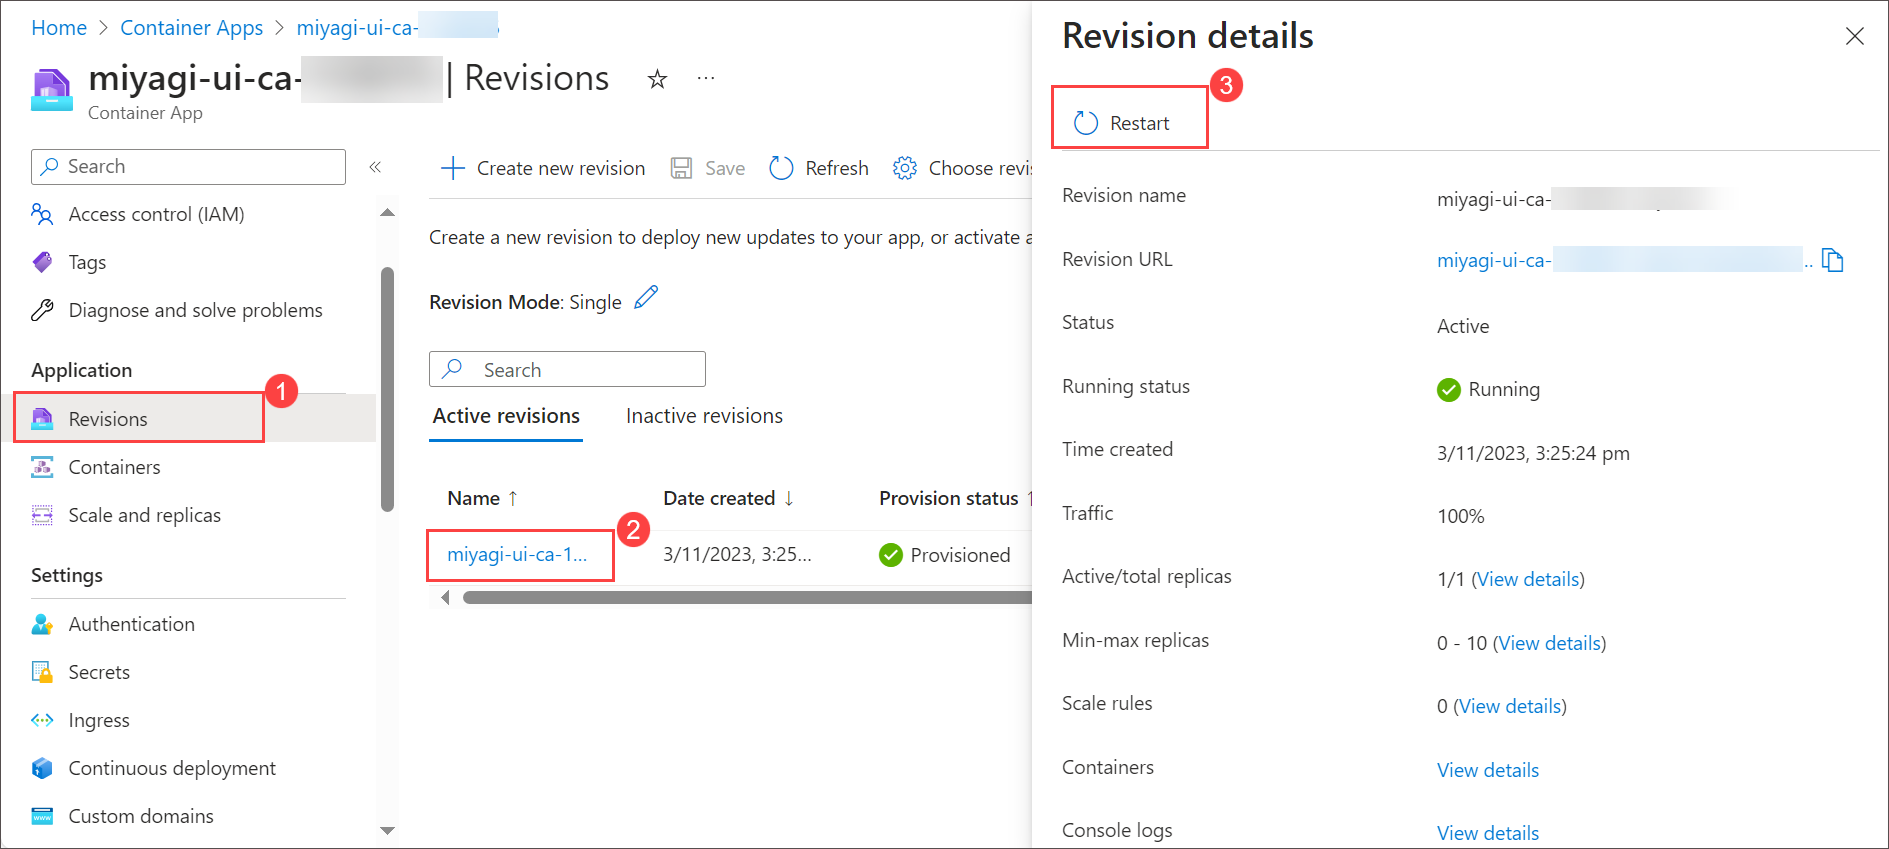 Home > Container Apps > miyagi-ui-ca-
miyagi-ui-ca- | Revisions ☆ ···
Container App
Search «
Access control (IAM)
Tags
Diagnose and solve problems
Application
1
Revisions
Containers
Scale and replicas
Settings
Authentication
Secrets
Ingress
Continuous deployment
Custom domains
Create new revision Save Refresh Choose revi
Create a new revision to deploy new updates to your app, or activate a
Revision Mode: Single
Search
Active revisions Inactive revisions
Name ↑ Date created ↓ Provision status ↑
2
miyagi-ui-ca-1... 3/11/2023, 3:25... Provisioned
Revision details
3
Restart
Revision name miyagi-ui-ca-
Revision URL miyagi-ui-ca- ..
Status Active
Running status Running
Time created 3/11/2023, 3:25:24 pm
Traffic 100%
Active/total replicas 1/1 (View details)
Min-max replicas 0 - 10 (View details)
Scale rules 0 (View details)
Containers View details
Console logs View details